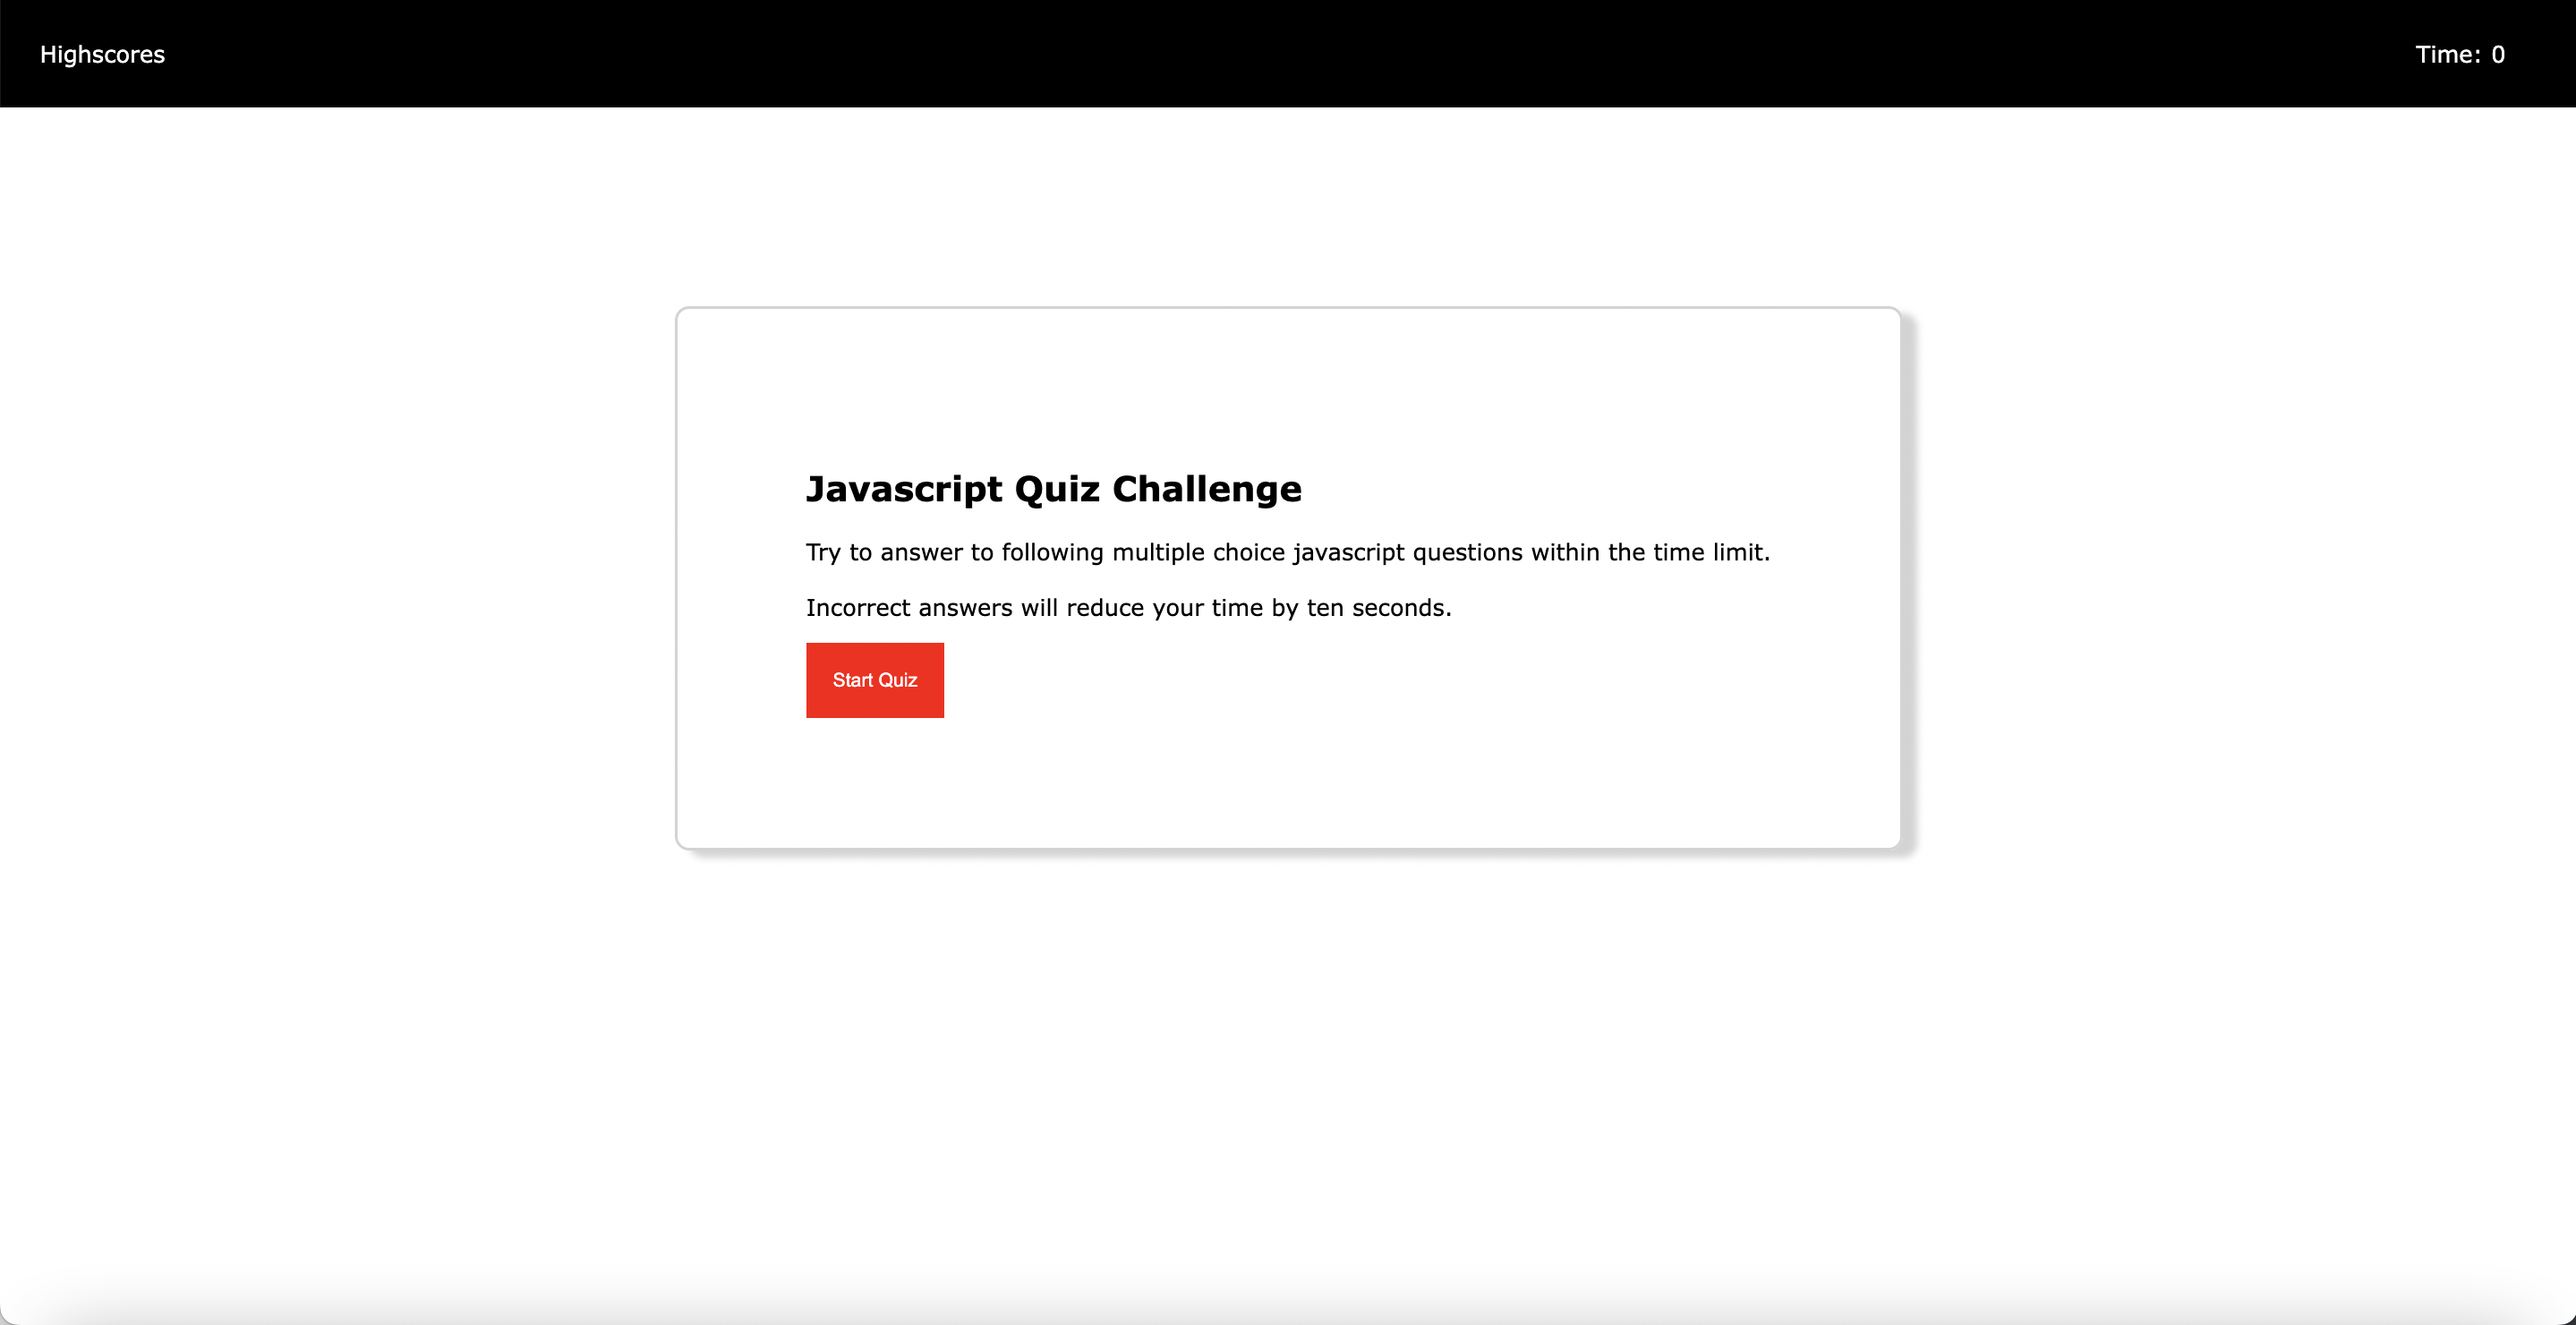 Highscores
Time: 0
Javascript Quiz Challenge
Try to answer to following multiple choice javascript questions within the time limit.
Incorrect answers will reduce your time by ten seconds.
Start Quiz